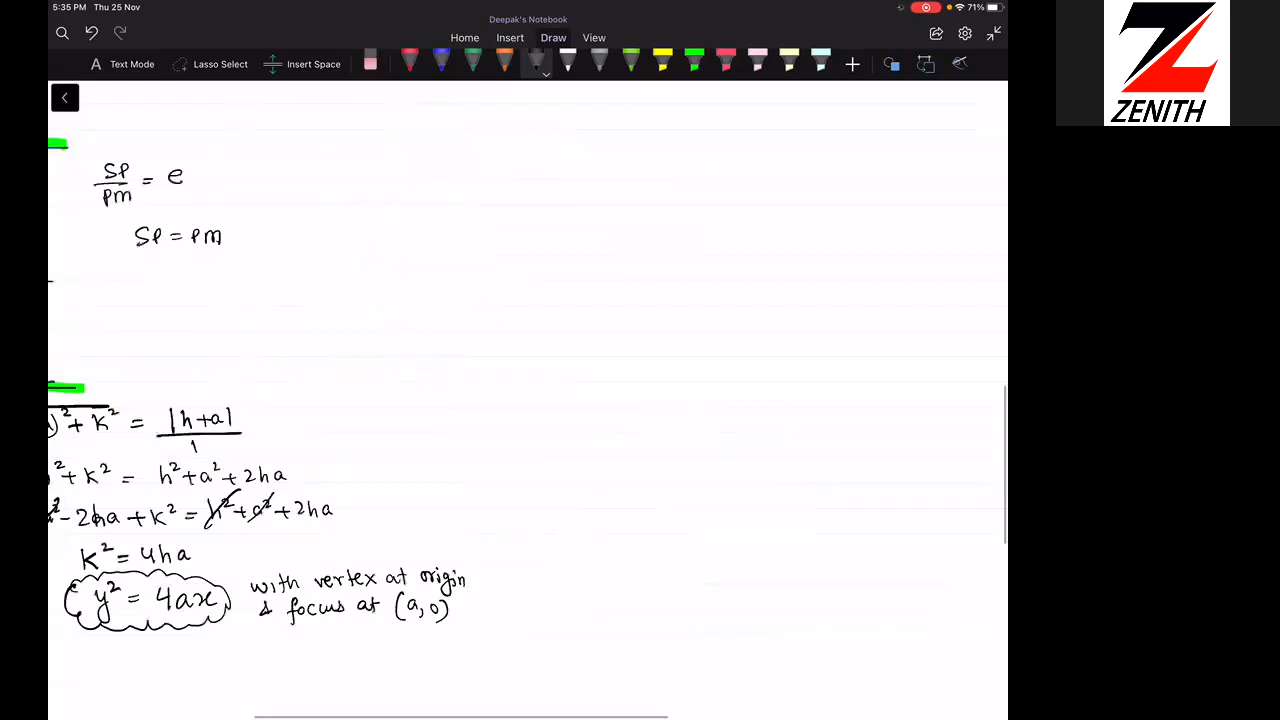 5:35 PM Thu 25 Nov
71%
Deepak's Notebook
Home Insert Draw View
Text Mode Lasso Select Insert Space
ZENITH
SP/PM = e
SP = PM
)² + k² = |h+a|/1
² + k² = h² + a² + 2ha
² - 2ha + k² = h² + a² + 2ha
k² = 4ha
y² = 4ax with vertex at origin
& focus at (a,0)